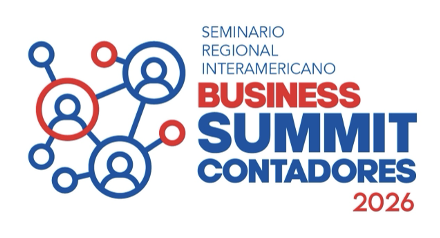 SEMINARIO
REGIONAL
INTERAMERICANO
BUSINESS
SUMMIT
CONTADORES
2026